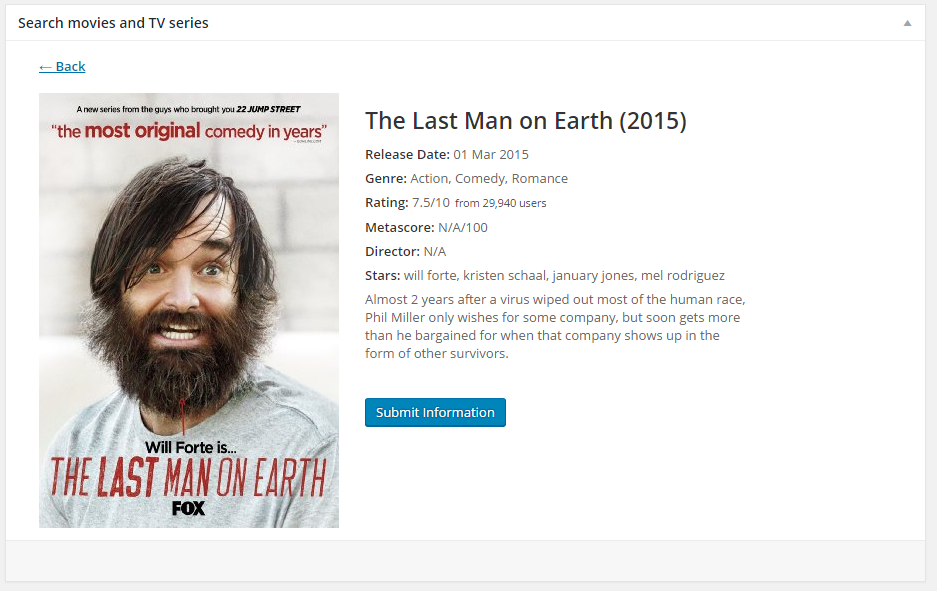 Search movies and TV series
← Back
A new series from the guys who brought you 22 JUMP STREET
“the most original comedy in years”
Will Forte is...
THE LAST MAN ON EARTH
FOX
The Last Man on Earth (2015)
Release Date: 01 Mar 2015
Genre: Action, Comedy, Romance
Rating: 7.5/10 from 29,940 users
Metascore: N/A/100
Director: N/A
Stars: will forte, kristen schaal, january jones, mel rodriguez
Almost 2 years after a virus wiped out most of the human race,
Phil Miller only wishes for some company, but soon gets more
than he bargained for when that company shows up in the
form of other survivors.
Submit Information